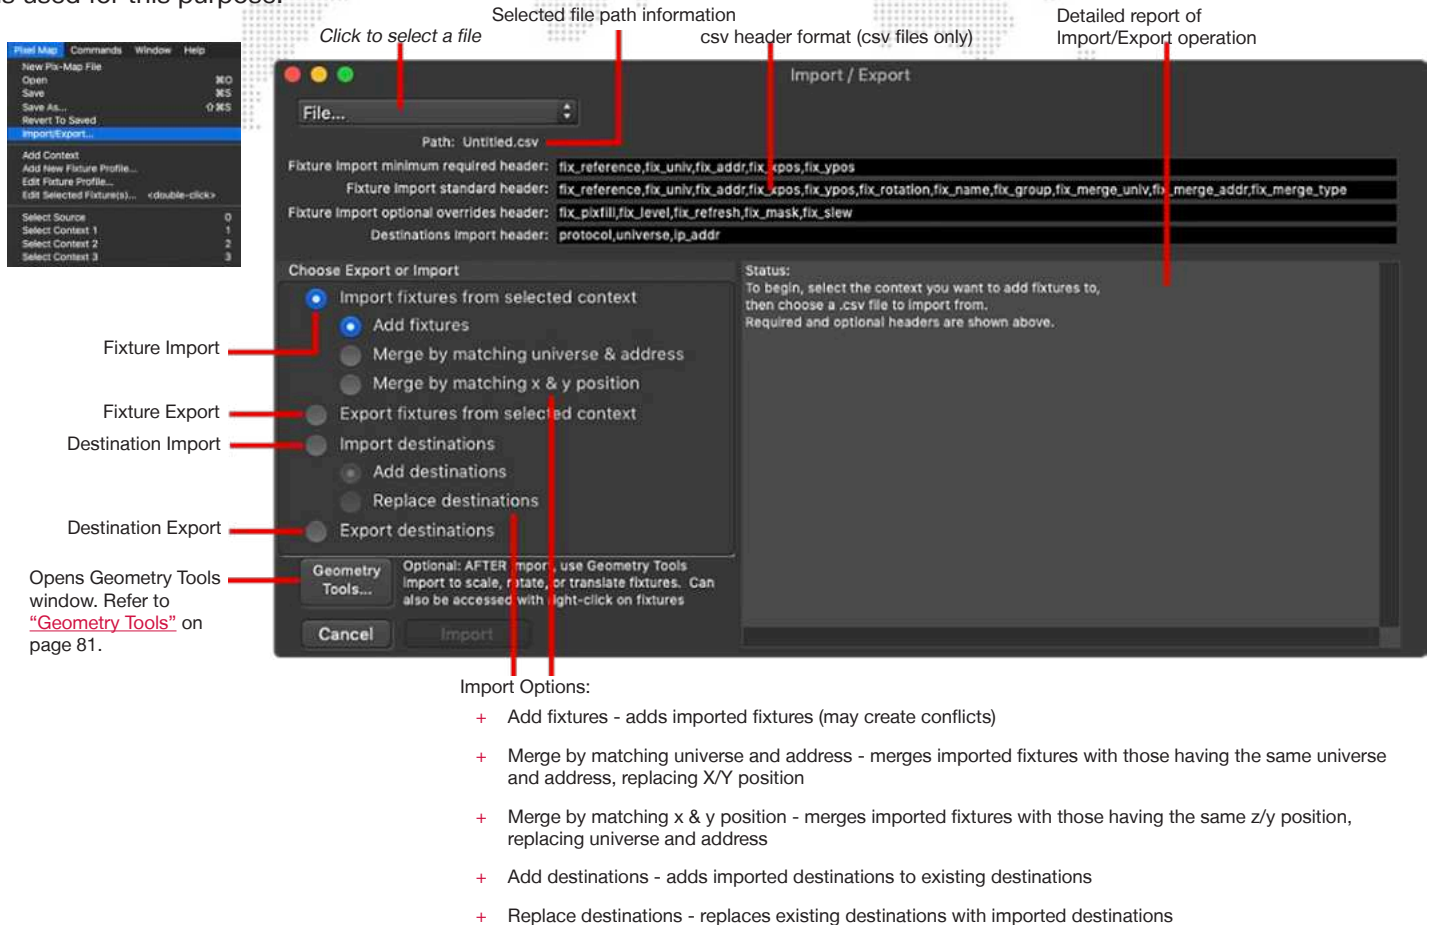 is used for this purpose.
Selected file path information
Detailed report of
Import/Export operation
Click to select a file
csv header format (csv files only)
Pixel Map Commands Window Help
New Pix-Map File
Open ⌘O
Save ⌘S
Save As... ⇧⌘S
Revert To Saved
Import/Export...
Add Context
Add New Fixture Profile...
Edit Fixture Profile...
Edit Selected Fixture(s)... <double-click>
Select Source 0
Select Context 1 1
Select Context 2 2
Select Context 3 3
Import / Export
File...
Path: Untitled.csv
Fixture Import minimum required header: fix_reference,fix_univ,fix_addr,fix_xpos,fix_ypos
Fixture Import standard header: fix_reference,fix_univ,fix_addr,fix_xpos,fix_ypos,fix_rotation,fix_name,fix_group,fix_merge_univ,fix_merge_addr,fix_merge_type
Fixture Import optional overrides header: fix_pixfill,fix_level,fix_refresh,fix_mask,fix_slew
Destinations Import header: protocol,universe,ip_addr
Choose Export or Import
Import fixtures from selected context
Add fixtures
Merge by matching universe & address
Merge by matching x & y position
Export fixtures from selected context
Import destinations
Add destinations
Replace destinations
Export destinations
Status:
To begin, select the context you want to add fixtures to,
then choose a .csv file to import from.
Required and optional headers are shown above.
Fixture Import
Fixture Export
Destination Import
Destination Export
Opens Geometry Tools
window. Refer to
“Geometry Tools” on
page 81.
Geometry
Tools...
Optional: AFTER import, use Geometry Tools
import to scale, rotate, or translate fixtures. Can
also be accessed with right-click on fixtures
Cancel
Import
Import Options:
+ Add fixtures - adds imported fixtures (may create conflicts)
+ Merge by matching universe and address - merges imported fixtures with those having the same universe
and address, replacing X/Y position
+ Merge by matching x & y position - merges imported fixtures with those having the same z/y position,
replacing universe and address
+ Add destinations - adds imported destinations to existing destinations
+ Replace destinations - replaces existing destinations with imported destinations